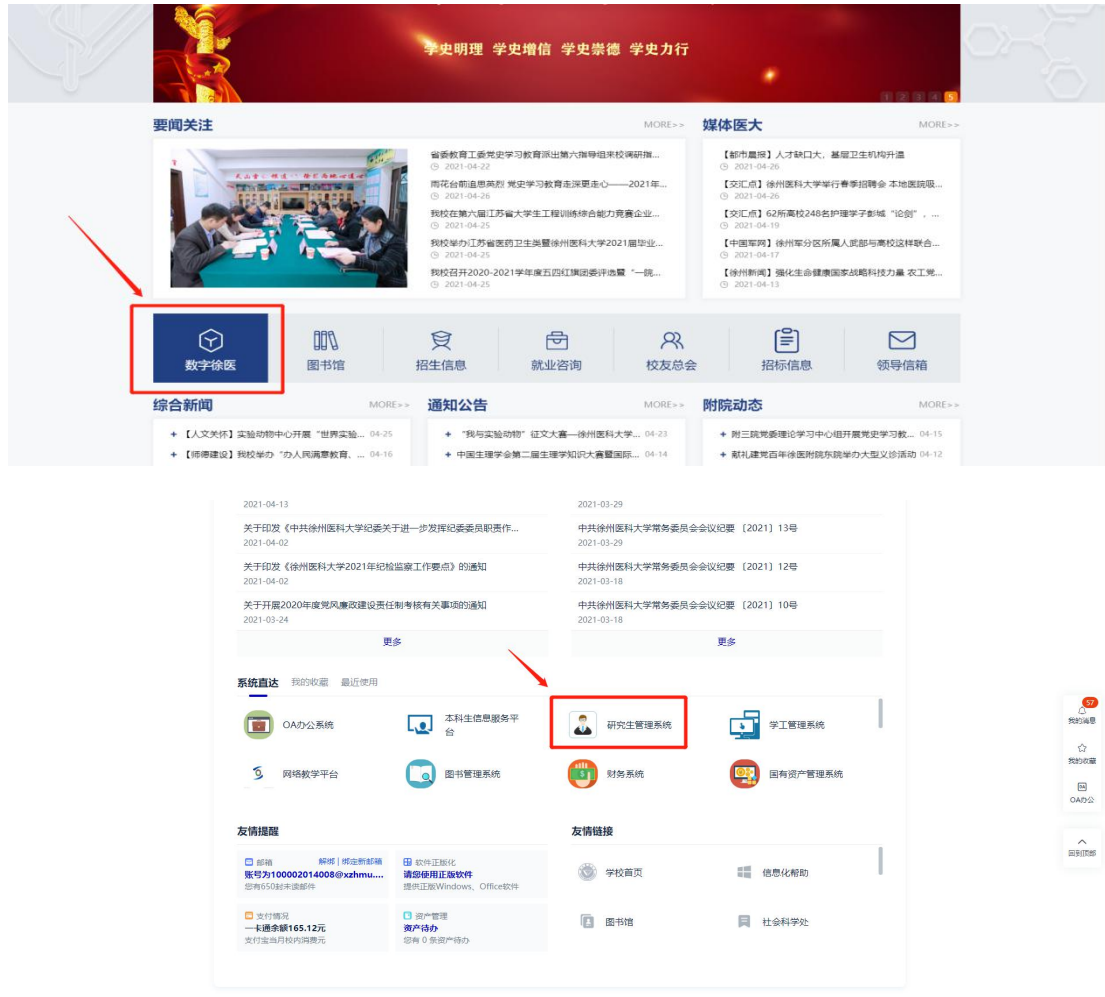 学史明理 学史增信 学史崇德 学史力行
1 2 3 4 5
要闻关注 MORE>>
省委教育工委党史学习教育派出第六指导组来校调研指...
2021-04-22
雨花台前追思英烈 党史学习教育走深更走心——2021年...
2021-04-26
我校在第六届江苏省大学生工程训练综合能力竞赛企业...
2021-04-25
我校举办江苏省医药卫生类暨徐州医科大学2021届毕业...
2021-04-25
我校召开2020-2021学年度五四红旗团委评选暨“一院...
2021-04-25
媒体医大 MORE>>
【都市晨报】人才缺口大，基层卫生机构升温
2021-04-26
【交汇点】徐州医科大学举行春季招聘会 本地医院吸...
2021-04-26
【交汇点】62所高校248名护理学子彭城“论剑”，...
2021-04-19
【中国军网】徐州军分区所属人武部与高校这样联合...
2021-04-17
【徐州新闻】强化生命健康国家战略科技力量 农工党...
2021-04-13
数字徐医
图书馆
招生信息
就业咨询
校友总会
招标信息
领导信箱
综合新闻 MORE>>
【人文关怀】实验动物中心开展“世界实验... 04-25
【师德建设】我校举办“办人民满意教育、... 04-16
通知公告 MORE>>
“我与实验动物”征文大赛—徐州医科大学... 04-23
中国生理学会第二届生理学知识大赛暨国际... 04-14
附院动态 MORE>>
附三院党委理论学习中心组开展党史学习教... 04-15
献礼建党百年徐医附院东院举办大型义诊活动 04-12
2021-04-13
关于印发《中共徐州医科大学纪委关于进一步发挥纪委委员职责作...
2021-04-02
关于印发《徐州医科大学2021年纪检监察工作要点》的通知
2021-04-02
关于开展2020年度党风廉政建设责任制考核有关事项的通知
2021-03-24
更多
2021-03-29
中共徐州医科大学常务委员会会议纪要〔2021〕13号
2021-03-29
中共徐州医科大学常务委员会会议纪要〔2021〕12号
2021-03-18
中共徐州医科大学常务委员会会议纪要〔2021〕10号
2021-03-18
更多
系统直达 我的收藏 最近使用
OA办公系统
本科生信息服务平
台
研究生管理系统
学工管理系统
网络教学平台
图书管理系统
财务系统
国有资产管理系统
友情提醒
邮箱 解绑 | 绑定新邮箱
账号为100002014008@xzhmu....
您有650封未读邮件
软件正版化
请您使用正版软件
提供正版Windows、Office软件
支付情况
一卡通余额165.12元
支付宝当月校内消费元
资产管理
资产待办
您有 0 条资产待办
友情链接
学校首页
信息化帮助
图书馆
社会科学处
57
我的消息
我的收藏
OA办公
回到顶部